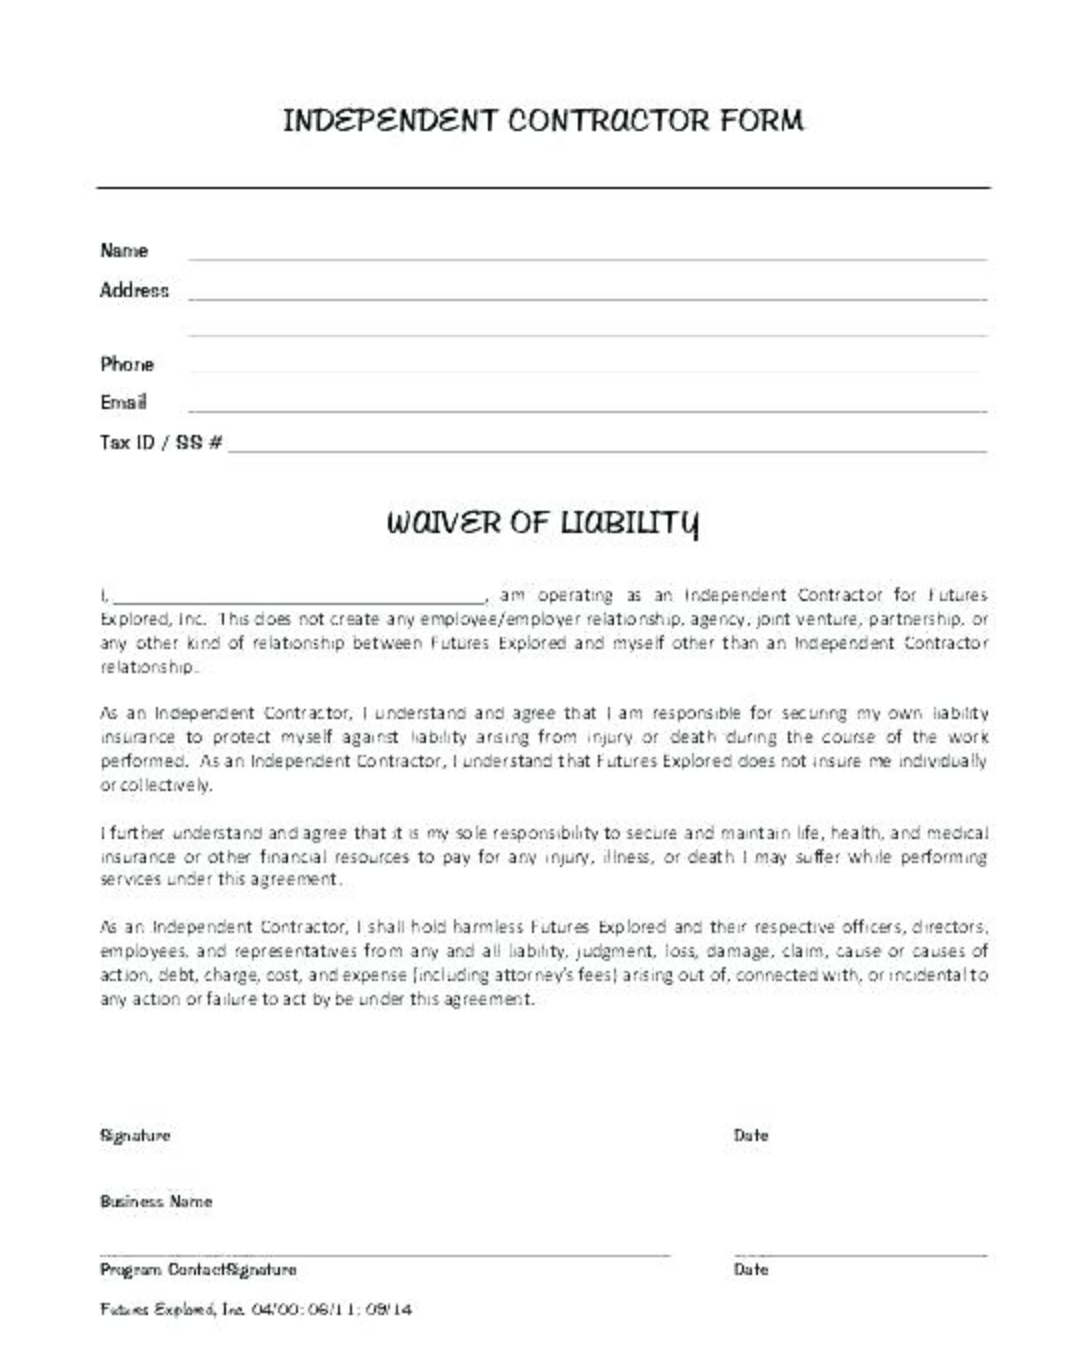 INDEPENDENT CONTRACTOR FORM
Name
Address
Phone
Email
Tax ID / SS #
WAIVER OF LIABILITY
I, ______________________________, am operating as an Independent Contractor for Futures
Explored, Inc. This does not create any employee/employer relationship, agency, joint venture, partnership, or
any other kind of relationship between Futures Explored and myself other than an Independent Contractor
relationship.
As an Independent Contractor, I understand and agree that I am responsible for securing my own liability
insurance to protect myself against liability arising from injury or death during the course of the work
performed. As an Independent Contractor, I understand that Futures Explored does not insure me individually
or collectively.
I further understand and agree that it is my sole responsibility to secure and maintain life, health, and medical
insurance or other financial resources to pay for any injury, illness, or death I may suffer while performing
services under this agreement.
As an Independent Contractor, I shall hold harmless Futures Explored and their respective officers, directors,
employees, and representatives from any and all liability, judgment, loss, damage, claim, cause or causes of
action, debt, charge, cost, and expense (including attorney's fees) arising out of, connected with, or incidental to
any action or failure to act by be under this agreement.
Signature Date
Business Name
Program ContactSignature Date
Futures Explored, Inc. 04/00; 06/11; 09/14